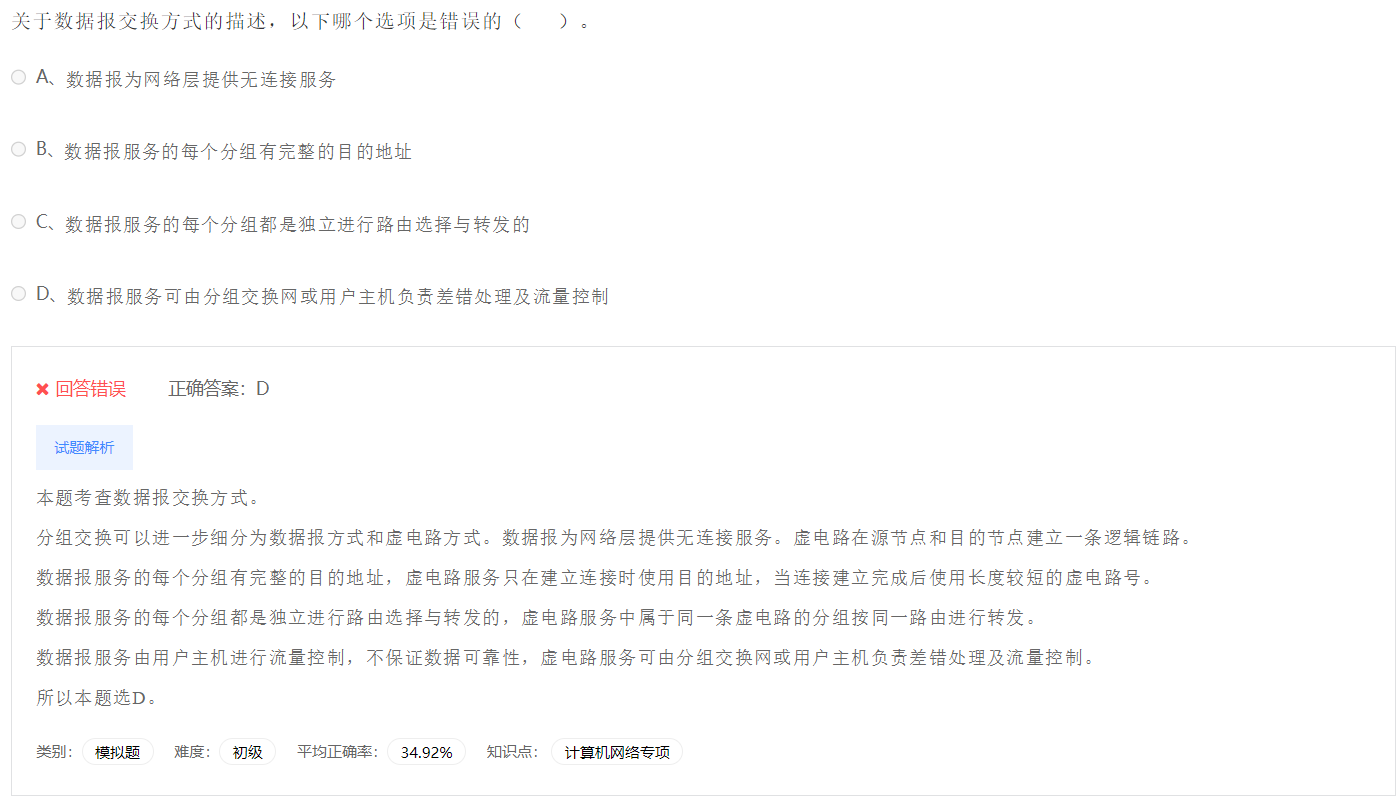 关于数据报交换方式的描述，以下哪个选项是错误的（　　）。
A、数据报为网络层提供无连接服务
B、数据报服务的每个分组有完整的目的地址
C、数据报服务的每个分组都是独立进行路由选择与转发的
D、数据报服务可由分组交换网或用户主机负责差错处理及流量控制
回答错误 正确答案：D
试题解析
本题考查数据报交换方式。
分组交换可以进一步细分为数据报方式和虚电路方式。数据报为网络层提供无连接服务。虚电路在源节点和目的节点建立一条逻辑链路。
数据报服务的每个分组有完整的目的地址，虚电路服务只在建立连接时使用目的地址，当连接建立完成后使用长度较短的虚电路号。
数据报服务的每个分组都是独立进行路由选择与转发的，虚电路服务中属于同一条虚电路的分组按同一路由进行转发。
数据报服务由用户主机进行流量控制，不保证数据可靠性，虚电路服务可由分组交换网或用户主机负责差错处理及流量控制。
所以本题选D。
类别： 模拟题 难度： 初级 平均正确率： 34.92% 知识点： 计算机网络专项